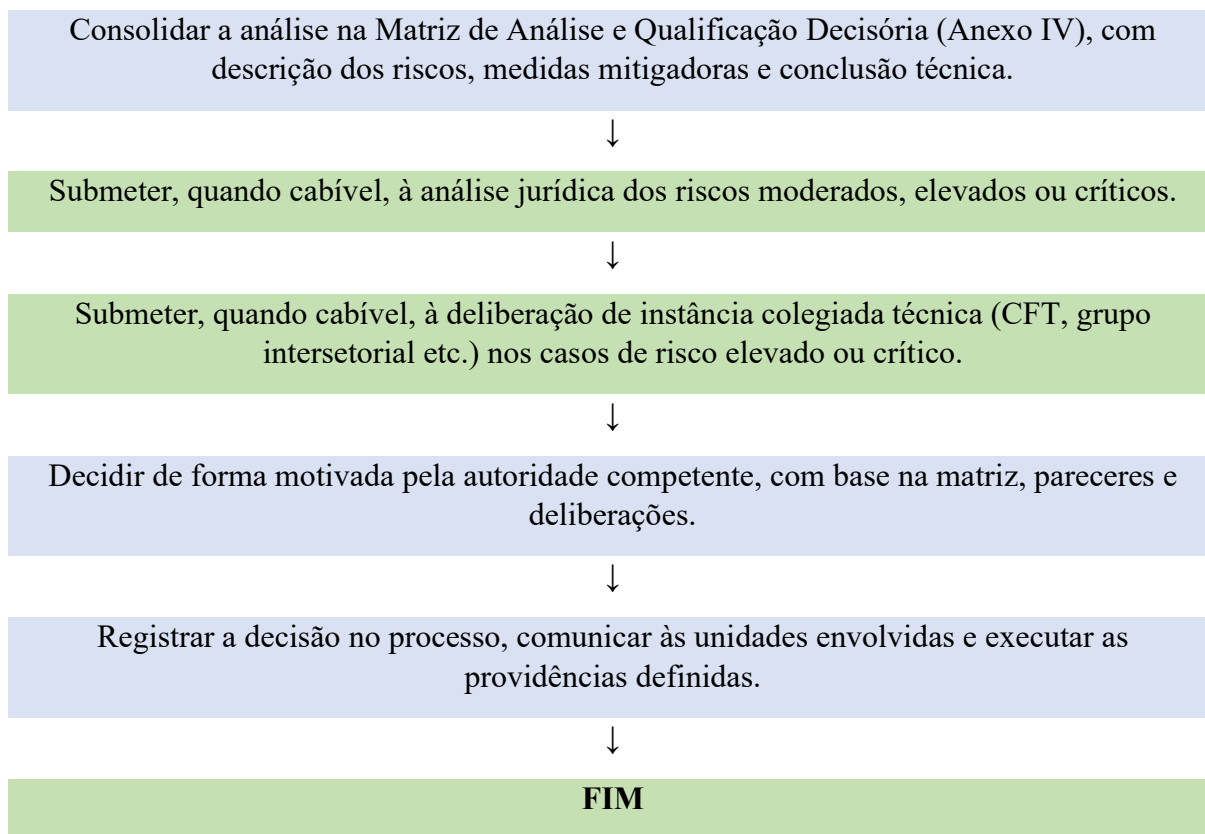 Consolidar a análise na Matriz de Análise e Qualificação Decisória (Anexo IV), com
descrição dos riscos, medidas mitigadoras e conclusão técnica.
↓
Submeter, quando cabível, à análise jurídica dos riscos moderados, elevados ou críticos.
↓
Submeter, quando cabível, à deliberação de instância colegiada técnica (CFT, grupo
intersetorial etc.) nos casos de risco elevado ou crítico.
↓
Decidir de forma motivada pela autoridade competente, com base na matriz, pareceres e
deliberações.
↓
Registrar a decisão no processo, comunicar às unidades envolvidas e executar as
providências definidas.
↓
FIM